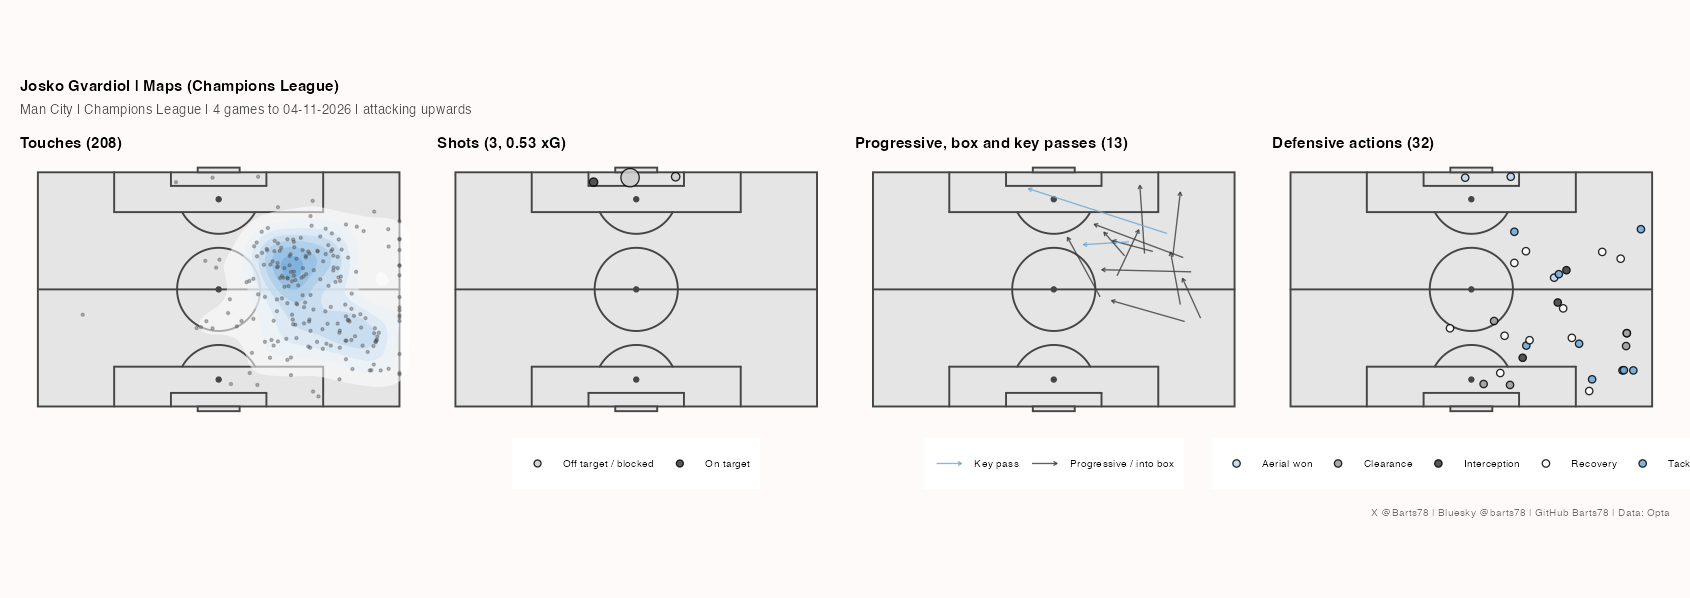 Josko Gvardiol | Maps (Champions League)
Man City | Champions League | 4 games to 04-11-2026 | attacking upwards
Touches (208)
Shots (3, 0.53 xG)
Progressive, box and key passes (13)
Defensive actions (32)
Off target / blocked
On target
Key pass
Progressive / into box
Aerial won
Clearance
Interception
Recovery
Tack
X @Barts78 | Bluesky @barts78 | GitHub Barts78 | Data: Opta